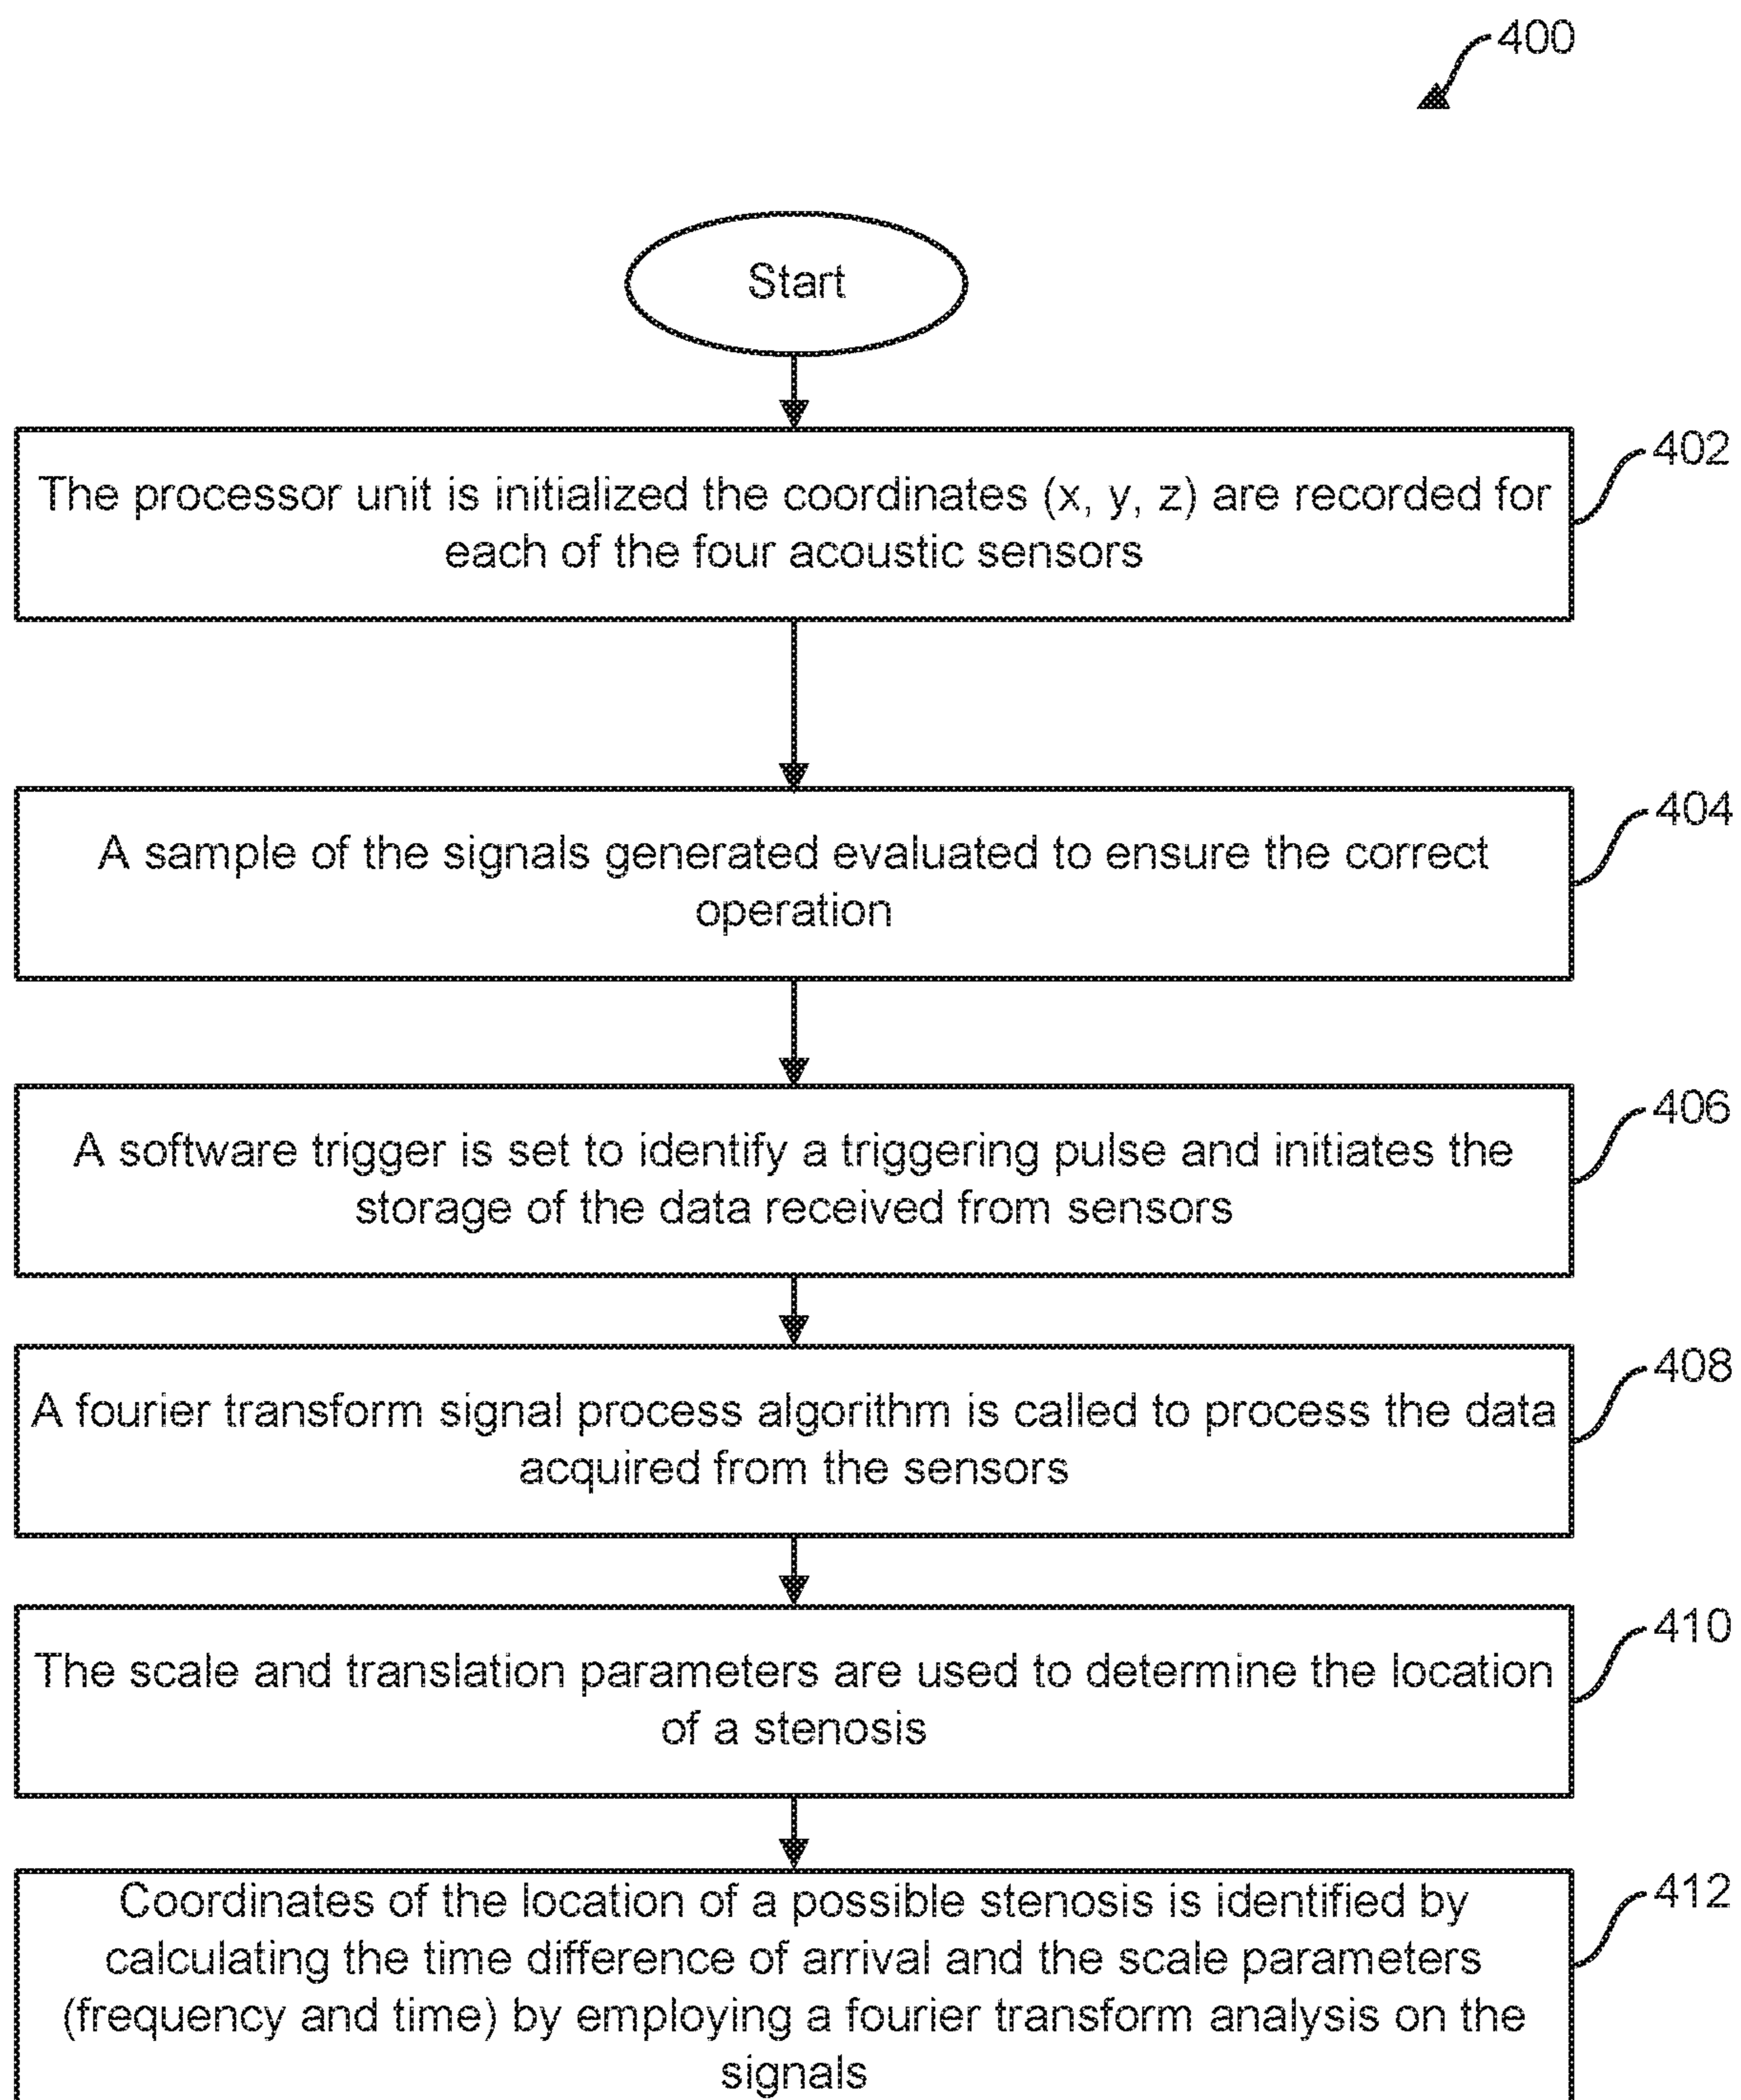 400
Start
402
The processor unit is initialized the coordinates (x, y, z) are recorded for
each of the four acoustic sensors
404
A sample of the signals generated evaluated to ensure the correct
operation
406
A software trigger is set to identify a triggering pulse and initiates the
storage of the data received from sensors
408
A fourier transform signal process algorithm is called to process the data
acquired from the sensors
410
The scale and translation parameters are used to determine the location
of a stenosis
412
Coordinates of the location of a possible stenosis is identified by
calculating the time difference of arrival and the scale parameters
(frequency and time) by employing a fourier transform analysis on the
signals